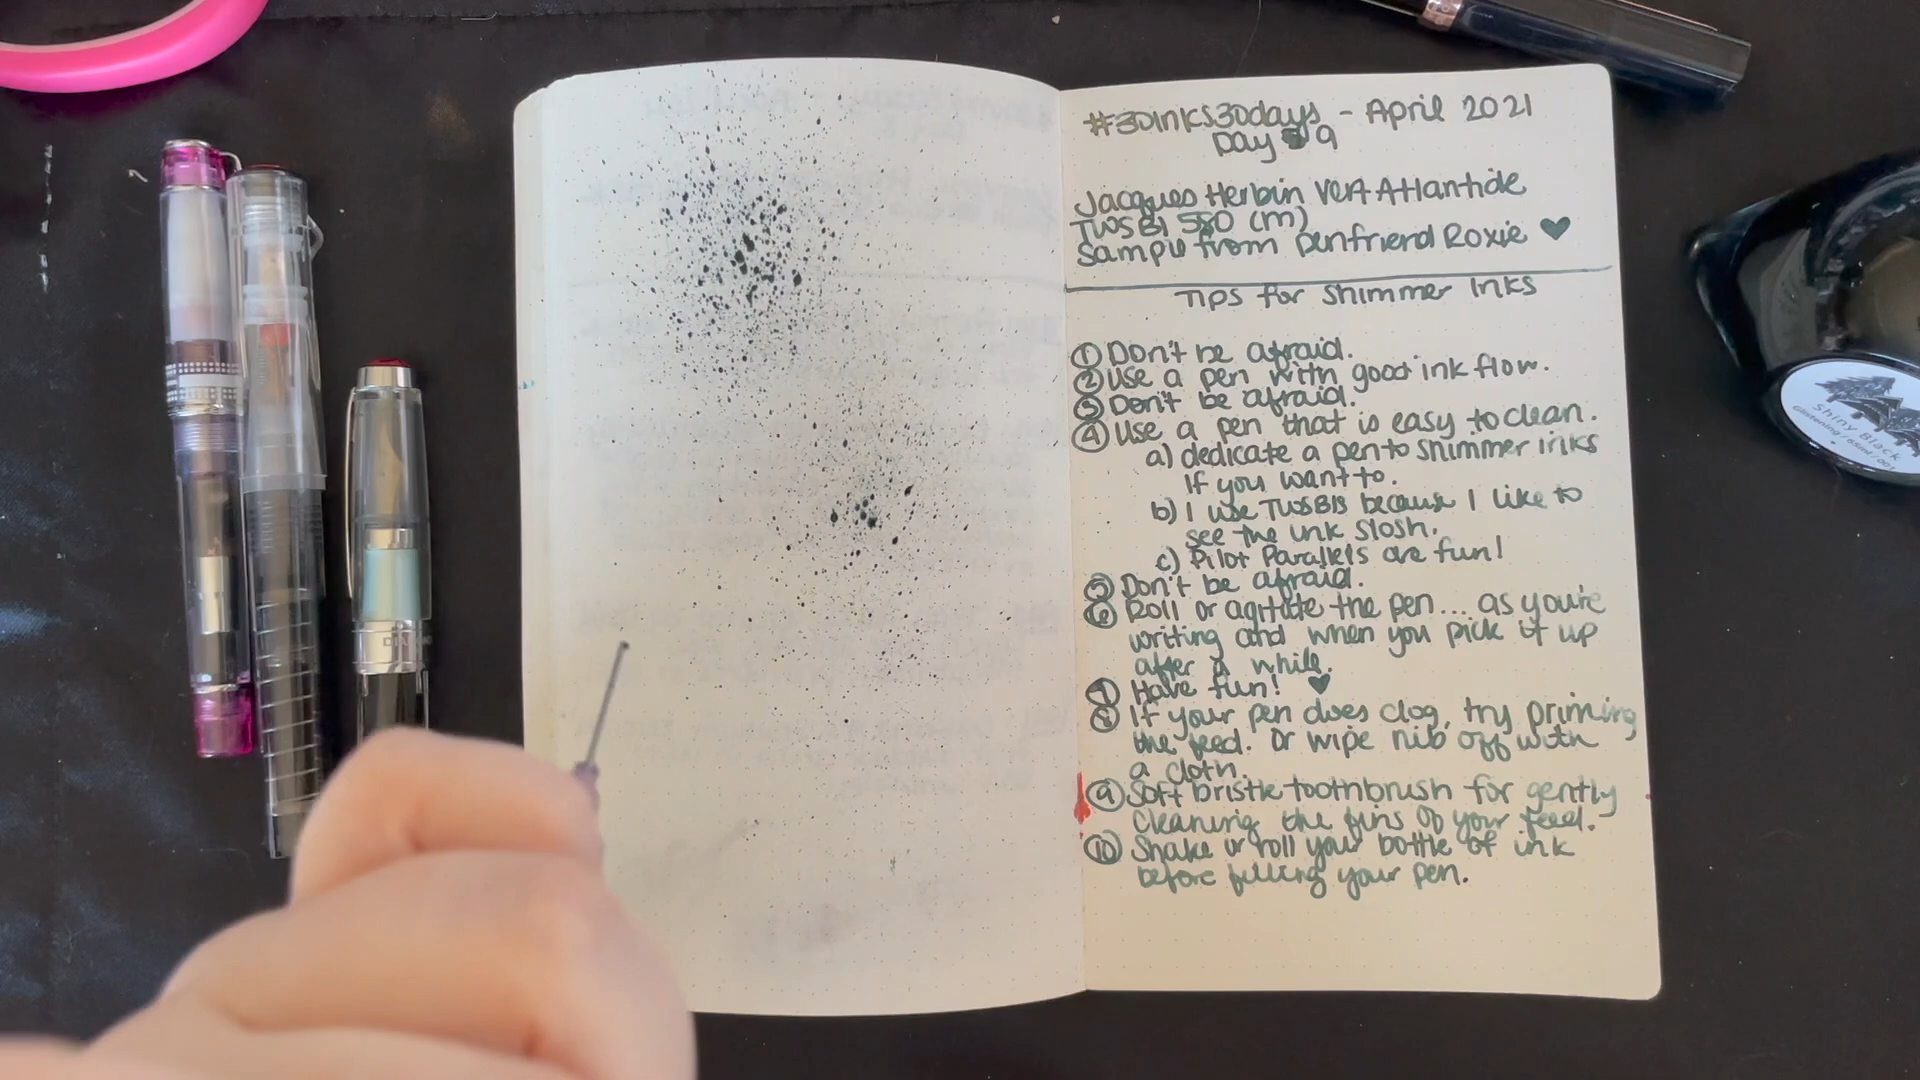 #30inks30days - April 2021
Day 9
Jacques Herbin Vert Atlantide
TWSBI 580 (m)
Sample from penfriend Roxie ♥
Tips for Shimmer Inks
① Don't be afraid.
② Use a pen with good ink flow.
③ Don't be afraid.
④ Use a pen that is easy to clean.
a) dedicate a pen to shimmer inks
if you want to.
b) I use TWSBIs because I like to
see the ink slosh.
c) Pilot Parallels are fun!
⑤ Don't be afraid.
⑥ Roll or agitate the pen... as you're
writing and when you pick it up
after a while.
⑦ Have fun! ♥
⑧ If your pen does clog, try priming
the feed. Or wipe nib off with
a cloth.
⑨ Soft bristle toothbrush for gently
cleaning the fins of your feed.
⑩ Shake or roll your bottle of ink
before filling your pen.
Shiny Black
Glistening / 65ml / 001